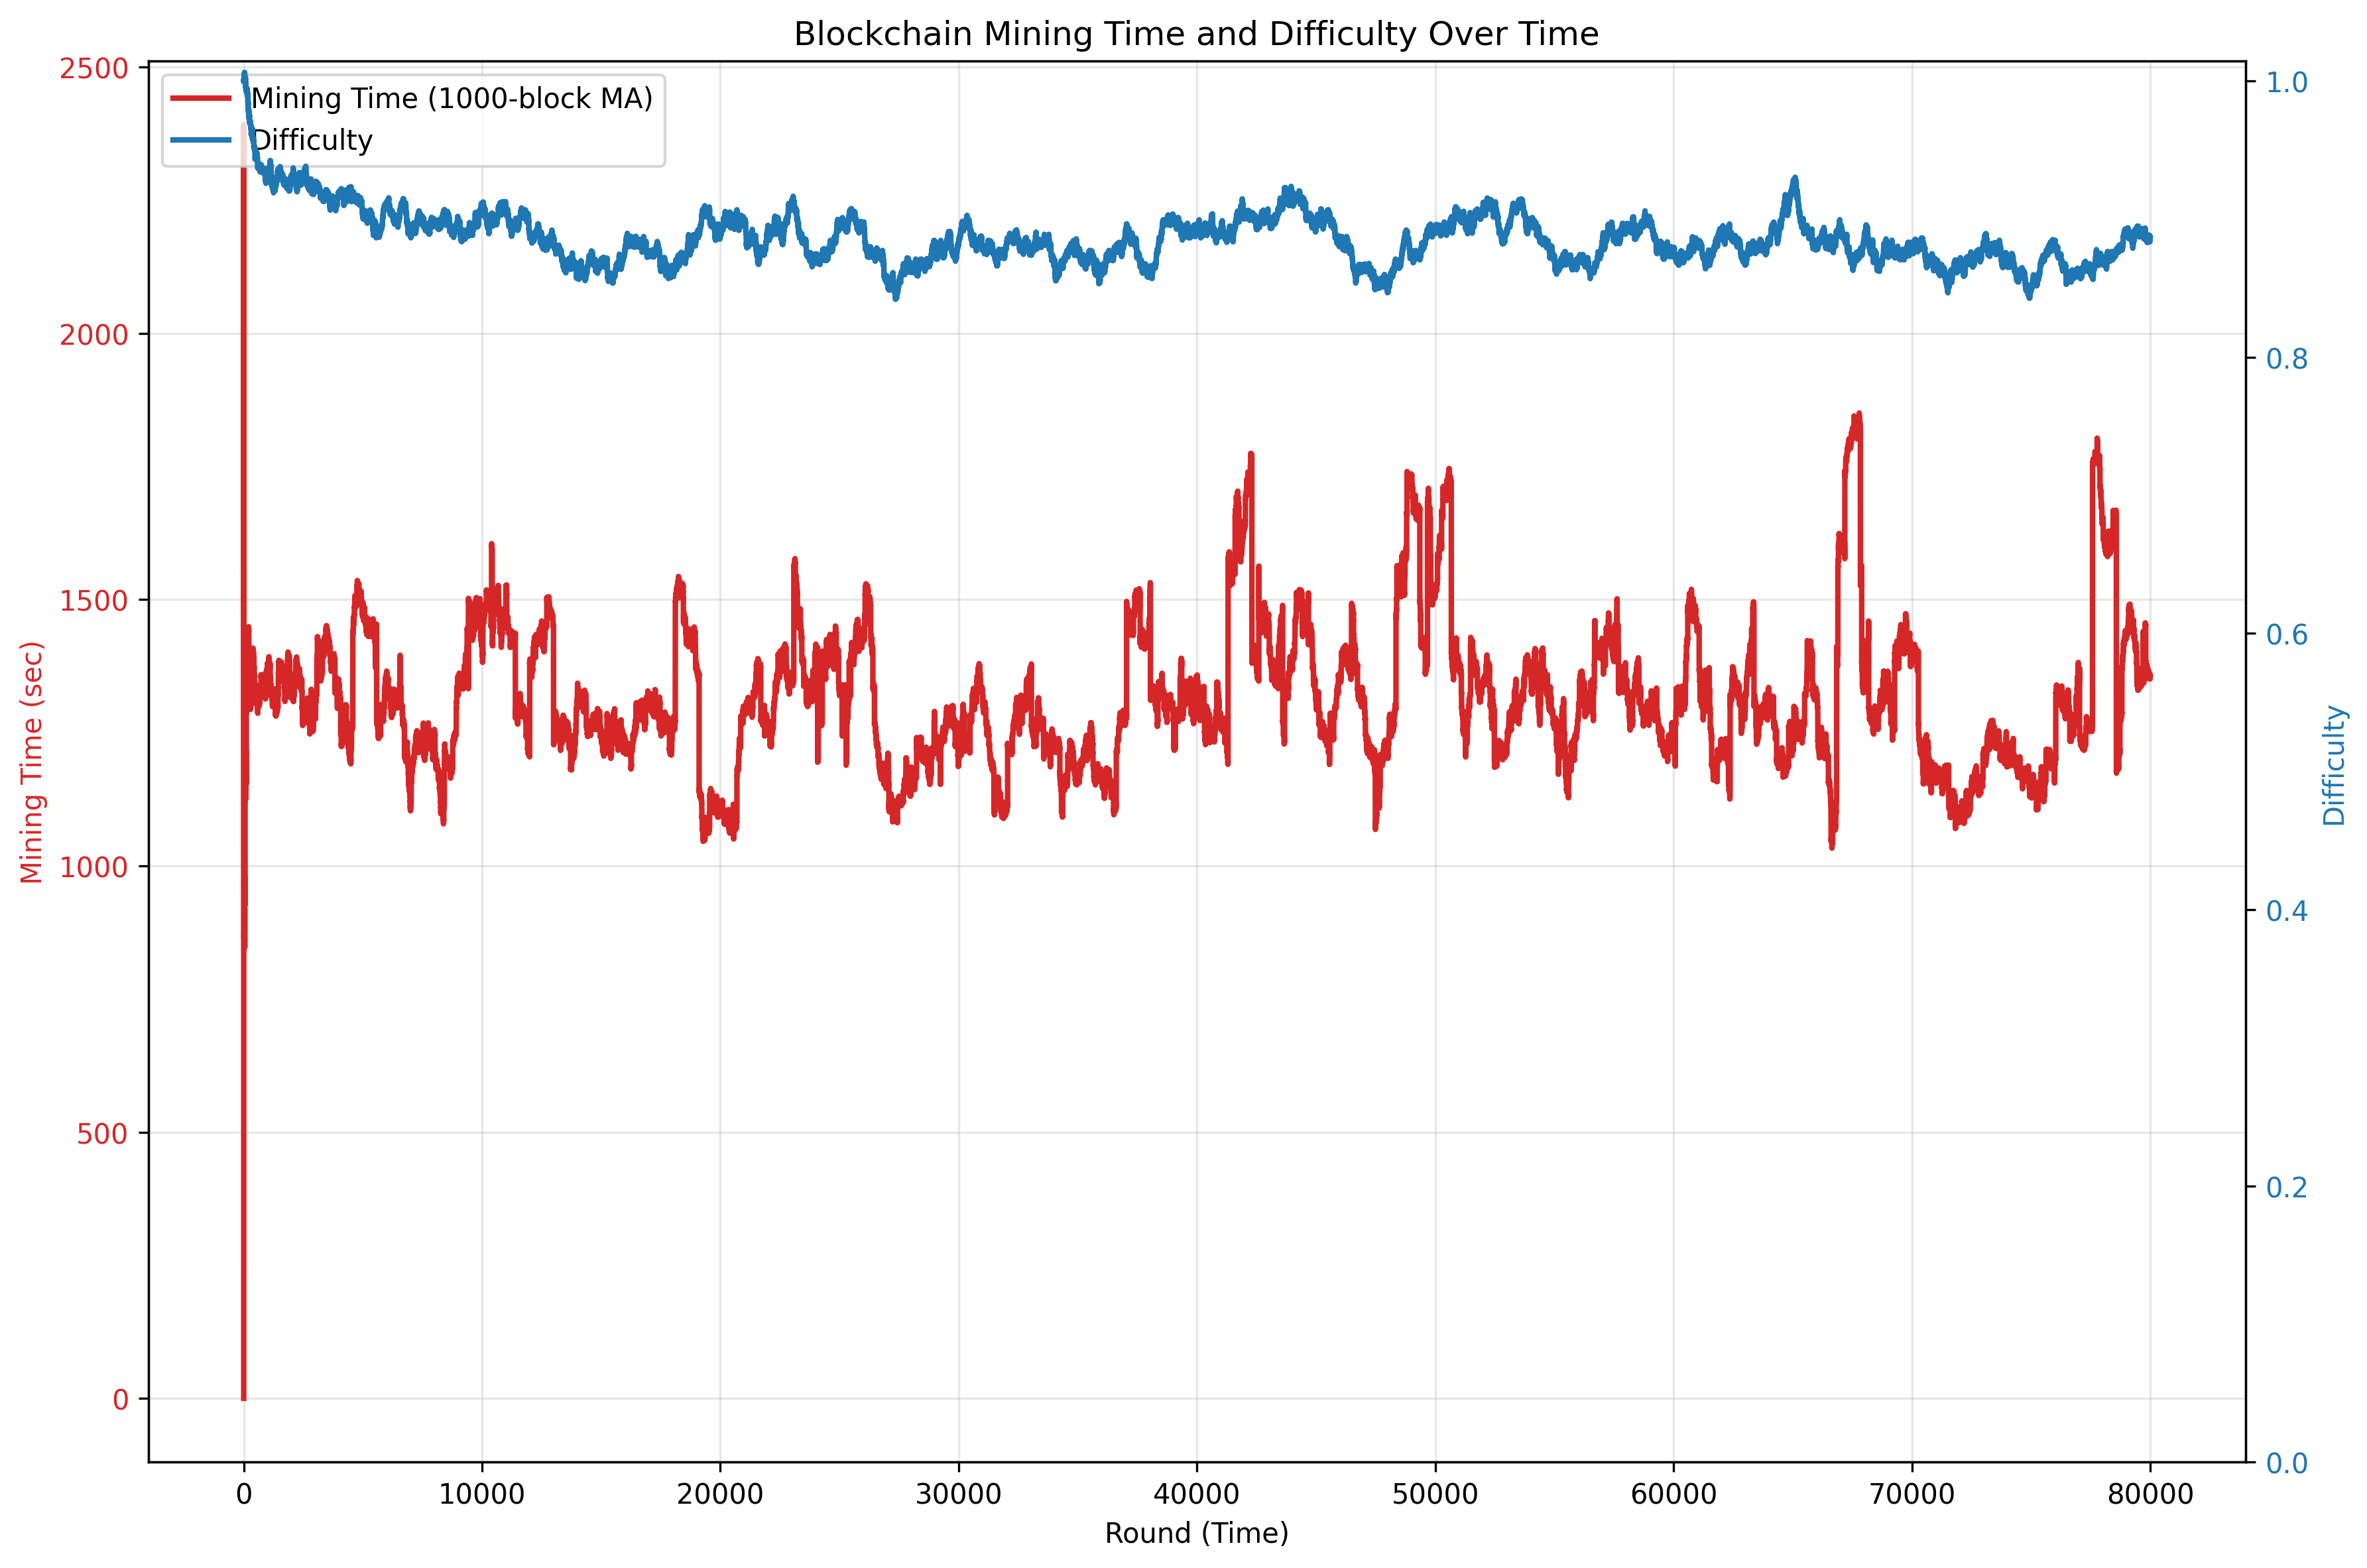 Blockchain Mining Time and Difficulty Over Time
Mining Time (1000-block MA)
Difficulty
2500
2000
1500
1000
500
0
Mining Time (sec)
1.0
0.8
0.6
0.4
0.2
0.0
Difficulty
0 10000 20000 30000 40000 50000 60000 70000 80000
Round (Time)